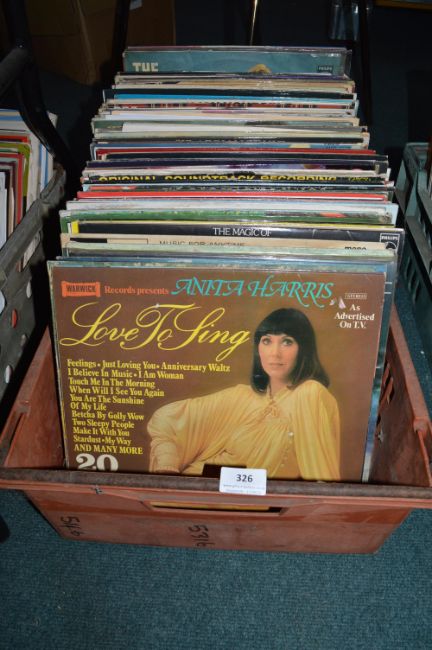 THE
ORIGINAL SOUNDTRACK RECORDING
THE MAGIC OF
MUSIC FOR ANYTIME
WARWICK
Records presents
ANITA HARRIS
STEREO
As
Advertised
On T.V.
Love To Sing
Feelings • Just Loving You • Anniversary Waltz
I Believe In Music • I Am Woman
Touch Me In The Morning
When Will I See You Again
You Are The Sunshine
Of My Life
Betcha By Golly Wow
Two Sleepy People
Make It With You
Stardust • My Way
AND MANY MORE
20
326